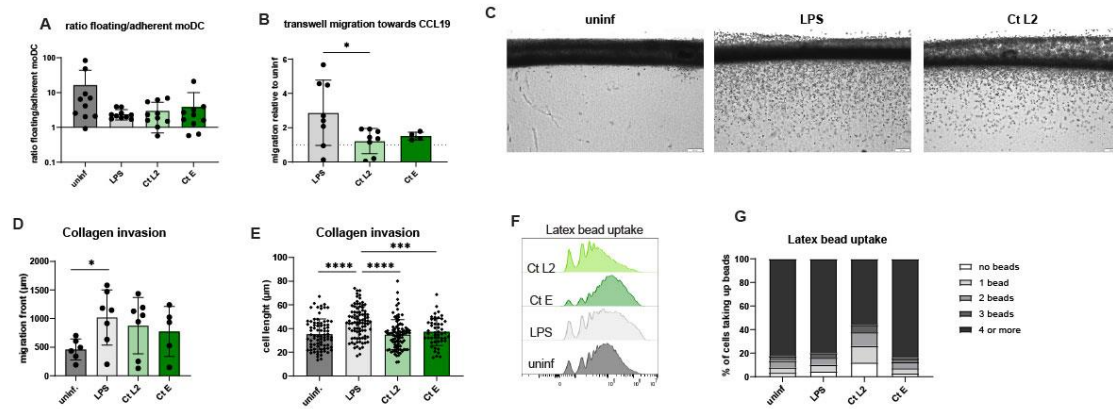 A
ratio floating/adherent moDC
ratio floating/adherent moDC
100
10
1
0.1
uninf
LPS
Ct L2
Ct E
B
transwell migration towards CCL19
migration relative to uninf
6
4
2
0
*
LPS
Ct L2
Ct E
C
uninf
LPS
Ct L2
D
Collagen invasion
migration front (µm)
2000
1500
1000
500
0
*
uninf.
LPS
Ct L2
Ct E
E
Collagen invasion
cell lenght (µm)
100
80
60
40
20
0
***
**** ****
uninf.
LPS
Ct L2
Ct E
F
Latex bead uptake
Ct L2
Ct E
LPS
uninf
G
Latex bead uptake
% of cells taking up beads
100
80
60
40
20
0
uninf
LPS
Ct L2
Ct E
no beads
1 bead
2 beads
3 beads
4 or more